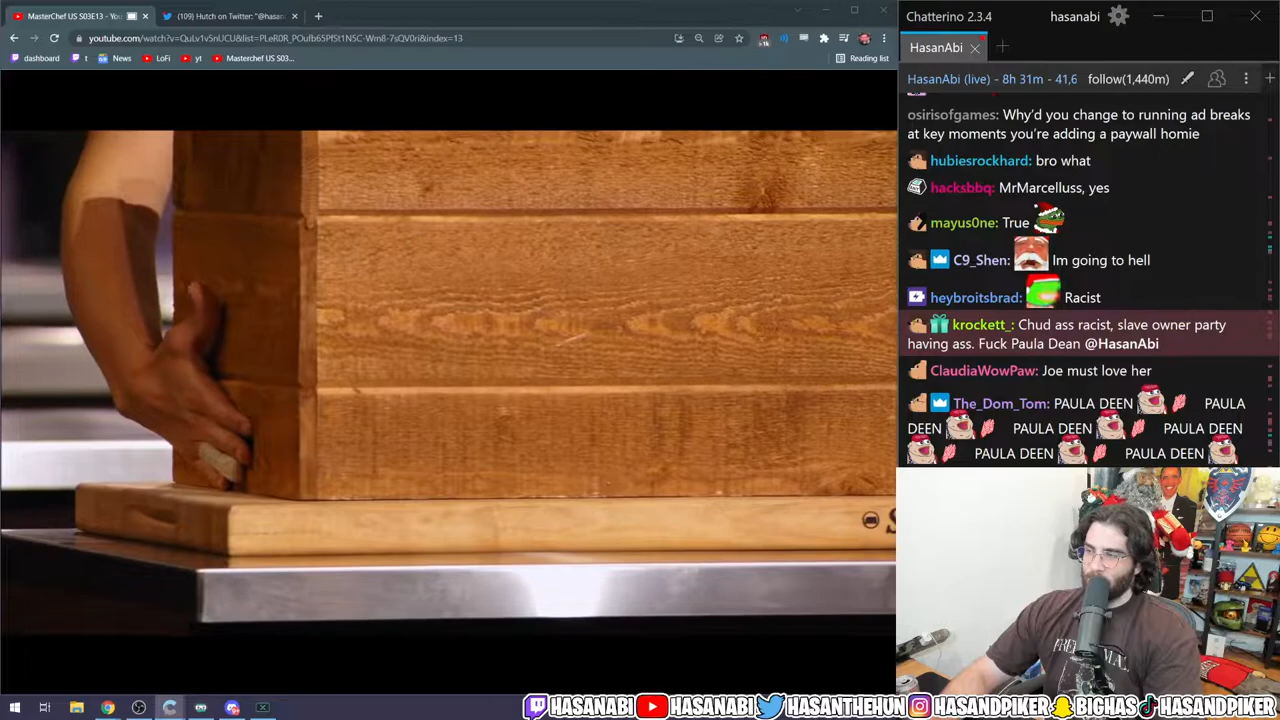 MasterChef US S03E13 - You
(109) Hutch on Twitter: "@hasan
youtube.com/watch?v=QuLv1v5nUCU&list=PLeR0R_POufb65PfSt1NSC-Wm8-7sQV0ri&index=13
dashboard
t
News
LoFi
yt
Masterchef US S03...
Reading list
Chatterino 2.3.4
hasanabi
HasanAbi
HasanAbi (live) - 8h 31m - 41,6
follow(1,440m)
osirisofgames: Why'd you change to running ad breaks
at key moments you're adding a paywall homie
hubiesrockhard: bro what
hacksbbq: MrMarcelluss, yes
mayus0ne: True
C9_Shen: Im going to hell
heybroitsbrad: Racist
krockett_: Chud ass racist, slave owner party
having ass. Fuck Paula Dean @HasanAbi
ClaudiaWowPaw: Joe must love her
The_Dom_Tom: PAULA DEEN PAULA
DEEN PAULA DEEN PAULA DEEN
PAULA DEEN PAULA DEEN
HASANABI HASANABI HASANTHEHUN HASANDPIKER BIGHAS HASANDPIKER